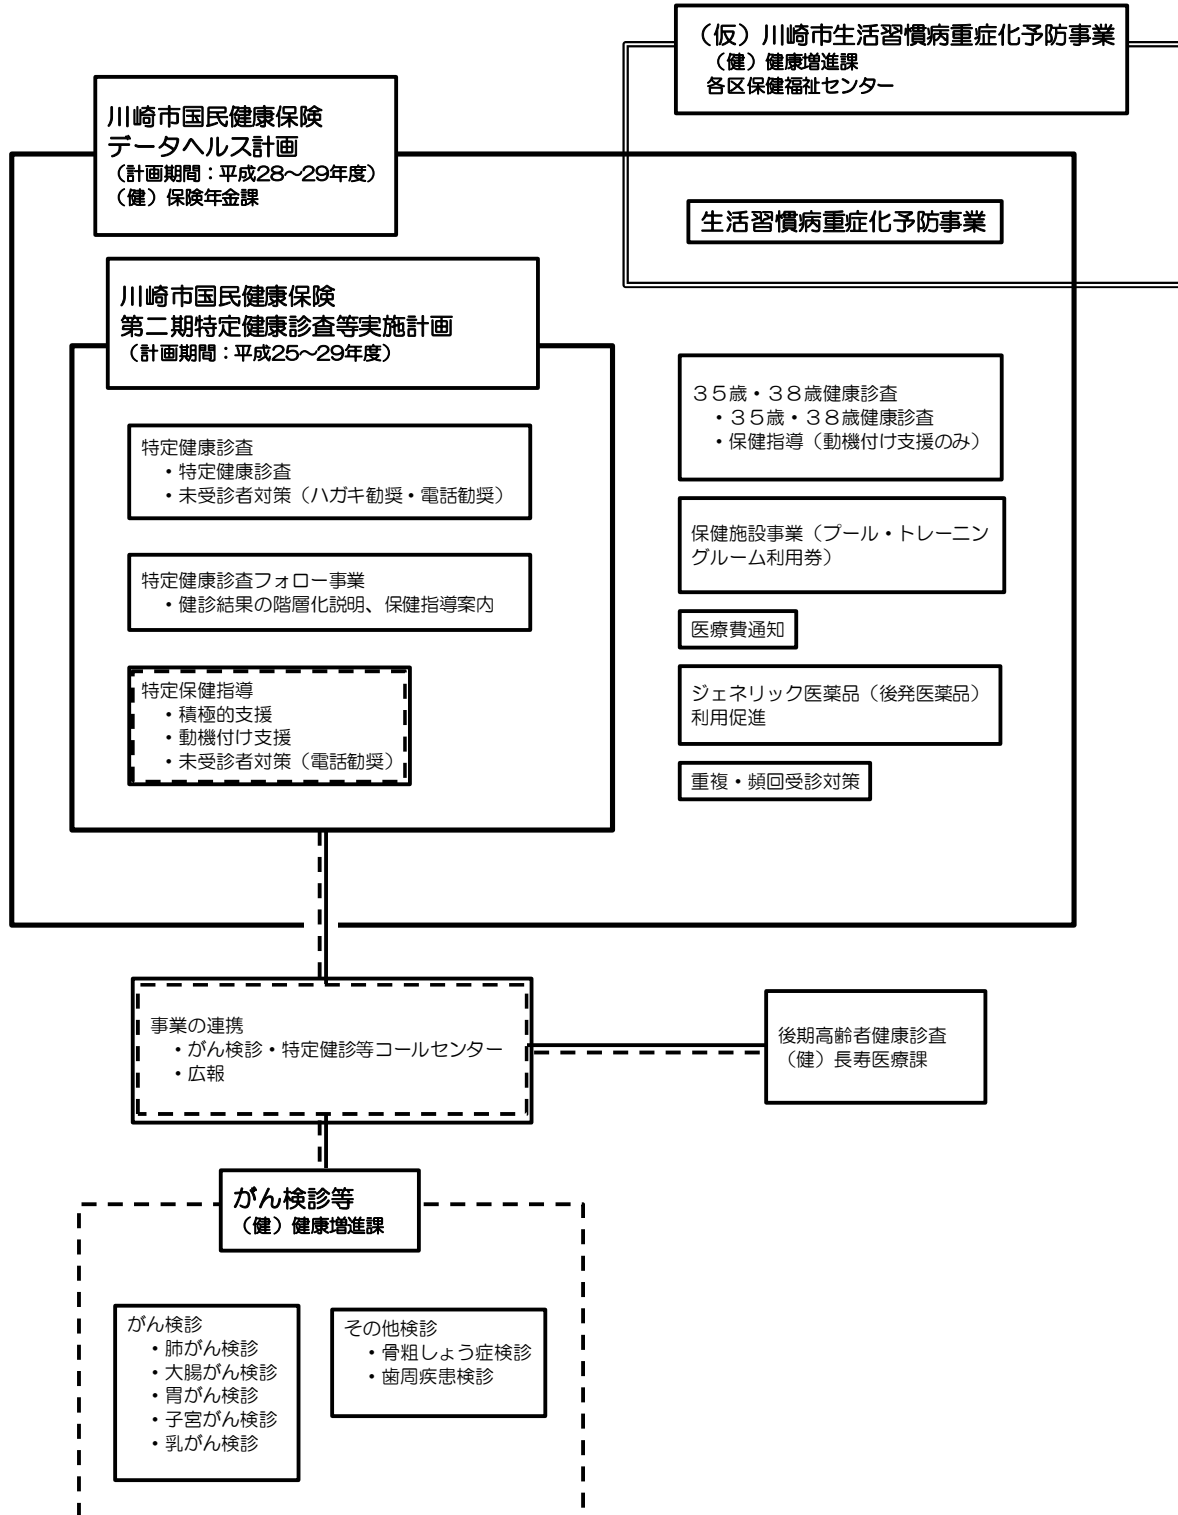 （仮）川崎市生活習慣病重症化予防事業
（健）健康増進課
各区保健福祉センター
川崎市国民健康保険
データヘルス計画
（計画期間：平成28～29年度）
（健）保険年金課
生活習慣病重症化予防事業
川崎市国民健康保険
第二期特定健康診査等実施計画
（計画期間：平成25～29年度）
特定健康診査
・特定健康診査
・未受診者対策（ハガキ勧奨・電話勧奨）
特定健康診査フォロー事業
・健診結果の階層化説明、保健指導案内
特定保健指導
・積極的支援
・動機付け支援
・未受診者対策（電話勧奨）
３５歳・３８歳健康診査
・３５歳・３８歳健康診査
・保健指導（動機付け支援のみ）
保健施設事業（プール・トレーニン
グルーム利用券）
医療費通知
ジェネリック医薬品（後発医薬品）
利用促進
重複・頻回受診対策
事業の連携
・がん検診・特定健診等コールセンター
・広報
後期高齢者健康診査
（健）長寿医療課
がん検診等
（健）健康増進課
がん検診
・肺がん検診
・大腸がん検診
・胃がん検診
・子宮がん検診
・乳がん検診
その他検診
・骨粗しょう症検診
・歯周疾患検診